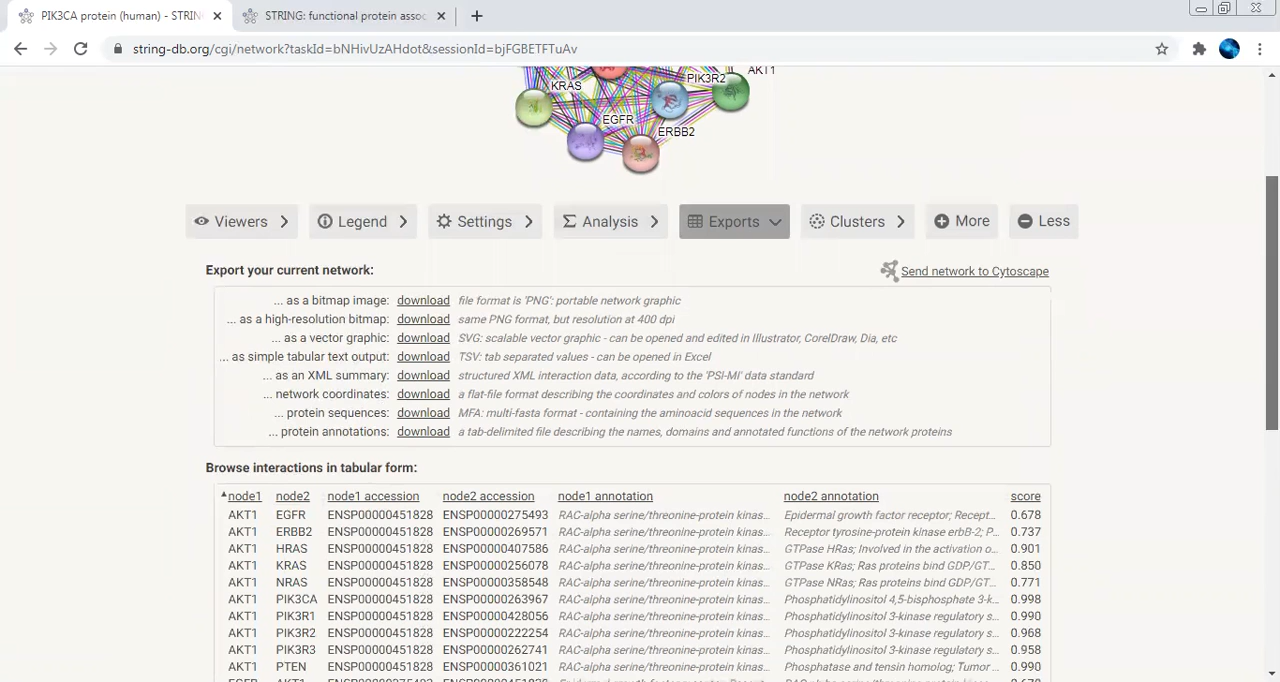 PIK3CA protein (human) - STRIN
STRING: functional protein assoc
string-db.org/cgi/network?taskId=bNHivUzAHdot&sessionId=bjFGBETFTuAv
AKT1
KRAS PIK3R2
EGFR
ERBB2
Viewers Legend Settings Analysis Exports Clusters More Less
Export your current network: Send network to Cytoscape
... as a bitmap image: download file format is 'PNG': portable network graphic
... as a high-resolution bitmap: download same PNG format, but resolution at 400 dpi
... as a vector graphic: download SVG: scalable vector graphic - can be opened and edited in Illustrator, CorelDraw, Dia, etc
... as simple tabular text output: download TSV: tab separated values - can be opened in Excel
... as an XML summary: download structured XML interaction data, according to the 'PSI-MI' data standard
... network coordinates: download a flat-file format describing the coordinates and colors of nodes in the network
... protein sequences: download MFA: multi-fasta format - containing the aminoacid sequences in the network
... protein annotations: download a tab-delimited file describing the names, domains and annotated functions of the network proteins
Browse interactions in tabular form:
node1 node2 node1 accession node2 accession node1 annotation node2 annotation score
AKT1 EGFR ENSP00000451828 ENSP00000275493 RAC-alpha serine/threonine-protein kinas... Epidermal growth factor receptor; Recept... 0.678
AKT1 ERBB2 ENSP00000451828 ENSP00000269571 RAC-alpha serine/threonine-protein kinas... Receptor tyrosine-protein kinase erbB-2; P... 0.737
AKT1 HRAS ENSP00000451828 ENSP00000407586 RAC-alpha serine/threonine-protein kinas... GTPase HRas; Involved in the activation o... 0.901
AKT1 KRAS ENSP00000451828 ENSP00000256078 RAC-alpha serine/threonine-protein kinas... GTPase KRas; Ras proteins bind GDP/GT... 0.850
AKT1 NRAS ENSP00000451828 ENSP00000358548 RAC-alpha serine/threonine-protein kinas... GTPase NRas; Ras proteins bind GDP/GT... 0.771
AKT1 PIK3CA ENSP00000451828 ENSP00000263967 RAC-alpha serine/threonine-protein kinas... Phosphatidylinositol 4,5-bisphosphate 3-k... 0.998
AKT1 PIK3R1 ENSP00000451828 ENSP00000428056 RAC-alpha serine/threonine-protein kinas... Phosphatidylinositol 3-kinase regulatory s... 0.990
AKT1 PIK3R2 ENSP00000451828 ENSP00000222254 RAC-alpha serine/threonine-protein kinas... Phosphatidylinositol 3-kinase regulatory s... 0.968
AKT1 PIK3R3 ENSP00000451828 ENSP00000262741 RAC-alpha serine/threonine-protein kinas... Phosphatidylinositol 3-kinase regulatory s... 0.958
AKT1 PTEN ENSP00000451828 ENSP00000361021 RAC-alpha serine/threonine-protein kinas... Phosphatase and tensin homolog; Tumor ... 0.990